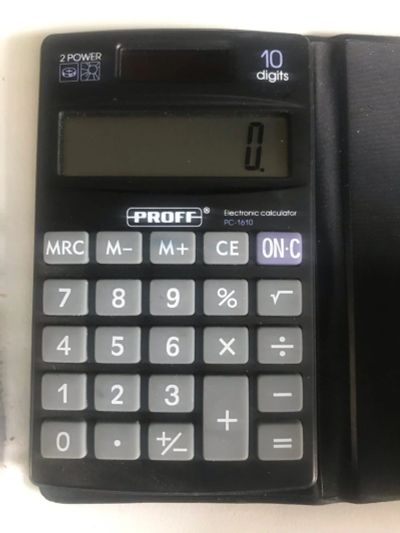 2 POWER
10
digits
0.
PROFF®
Electronic calculator
PC-1610
MRC M− M+ CE ON·C
7 8 9 % √
4 5 6 × ÷
1 2 3 + −
0 · +/− =